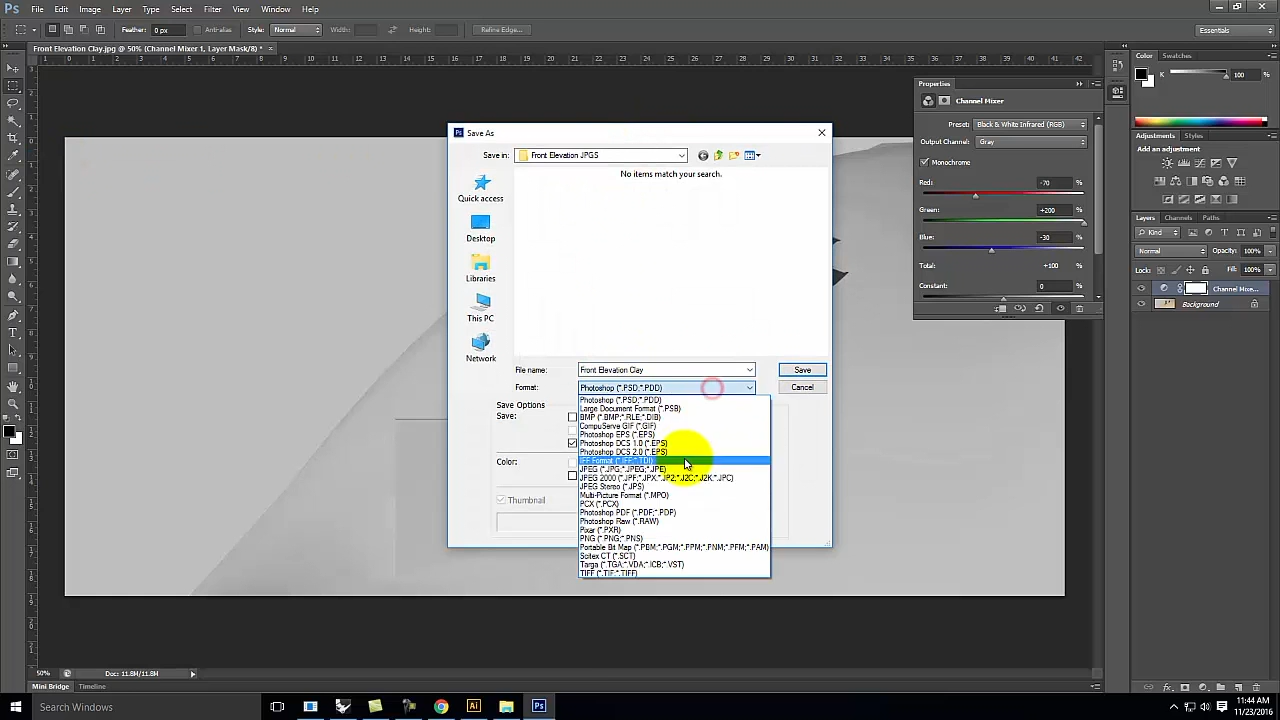 Ps File Edit Image Layer Type Select Filter View Window Help
Feather: 0 px Anti-alias Style: Normal Width: Height: Refine Edge... Essentials
Front Elevation Clay.jpg @ 50% (Channel Mixer 1, Layer Mask/8) *
Color Swatches
K 100 %
Properties
Channel Mixer
Preset: Black & White Infrared (RGB)
Output Channel: Gray
Monochrome
Red: -70 %
Green: +200 %
Blue: -30 %
Total: +100 %
Constant: 0 %
Adjustments Styles
Add an adjustment
Layers Channels Paths
Kind
Normal Opacity: 100%
Lock: Fill: 100%
Channel Mixe...
Background
Save As
Save in: Front Elevation JPGS
No items match your search.
Quick access
Desktop
Libraries
This PC
Network
File name: Front Elevation Clay Save
Format: Photoshop (*.PSD;*.PDD) Cancel
Save Options
Save:
Color:
Thumbnail
Photoshop (*.PSD;*.PDD)
Large Document Format (*.PSB)
BMP (*.BMP;*.RLE;*.DIB)
CompuServe GIF (*.GIF)
Photoshop EPS (*.EPS)
Photoshop DCS 1.0 (*.EPS)
Photoshop DCS 2.0 (*.EPS)
IFF Format (*.IFF;*.TDI)
JPEG (*.JPG;*.JPEG;*.JPE)
JPEG 2000 (*.JPF;*.JPX;*.JP2;*.J2C;*.J2K;*.JPC)
JPEG Stereo (*.JPS)
Multi-Picture Format (*.MPO)
PCX (*.PCX)
Photoshop PDF (*.PDF;*.PDP)
Photoshop Raw (*.RAW)
Pixar (*.PXR)
PNG (*.PNG;*.PNS)
Portable Bit Map (*.PBM;*.PGM;*.PPM;*.PNM;*.PFM;*.PAM)
Scitex CT (*.SCT)
Targa (*.TGA;*.VDA;*.ICB;*.VST)
TIFF (*.TIF;*.TIFF)
50% Doc: 11.8M/11.8M
Mini Bridge Timeline
Search Windows
11:44 AM
11/23/2016